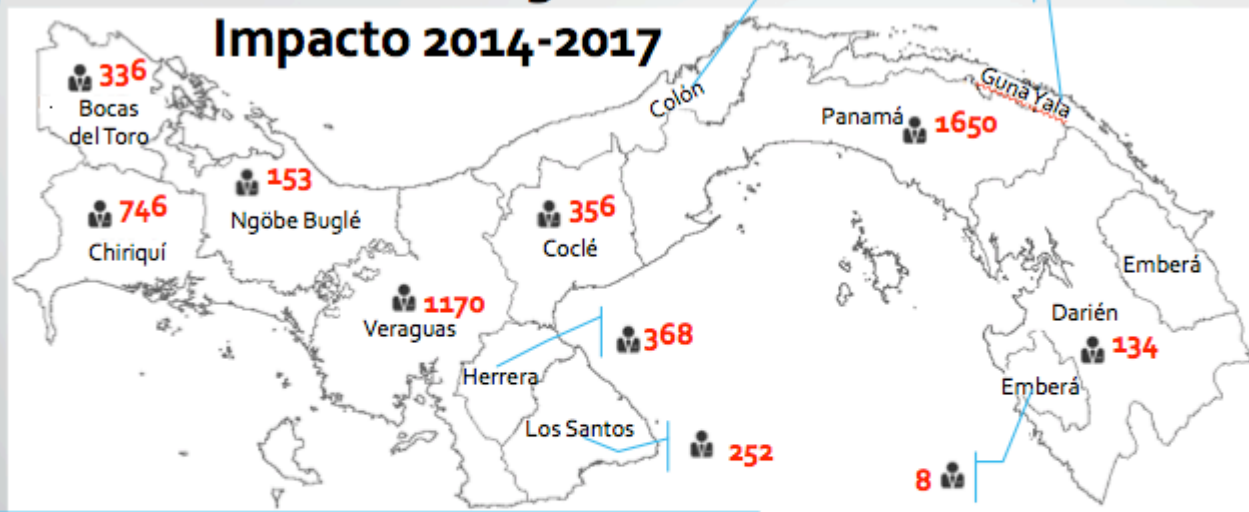 Impacto 2014-2017
336
Bocas
del Toro
153
Ngöbe Buglé
746
Chiriquí
1170
Veraguas
356
Coclé
Colón
Panamá
1650
Guna Yala
368
Herrera
Los Santos
252
Emberá
Darién
134
Emberá
8